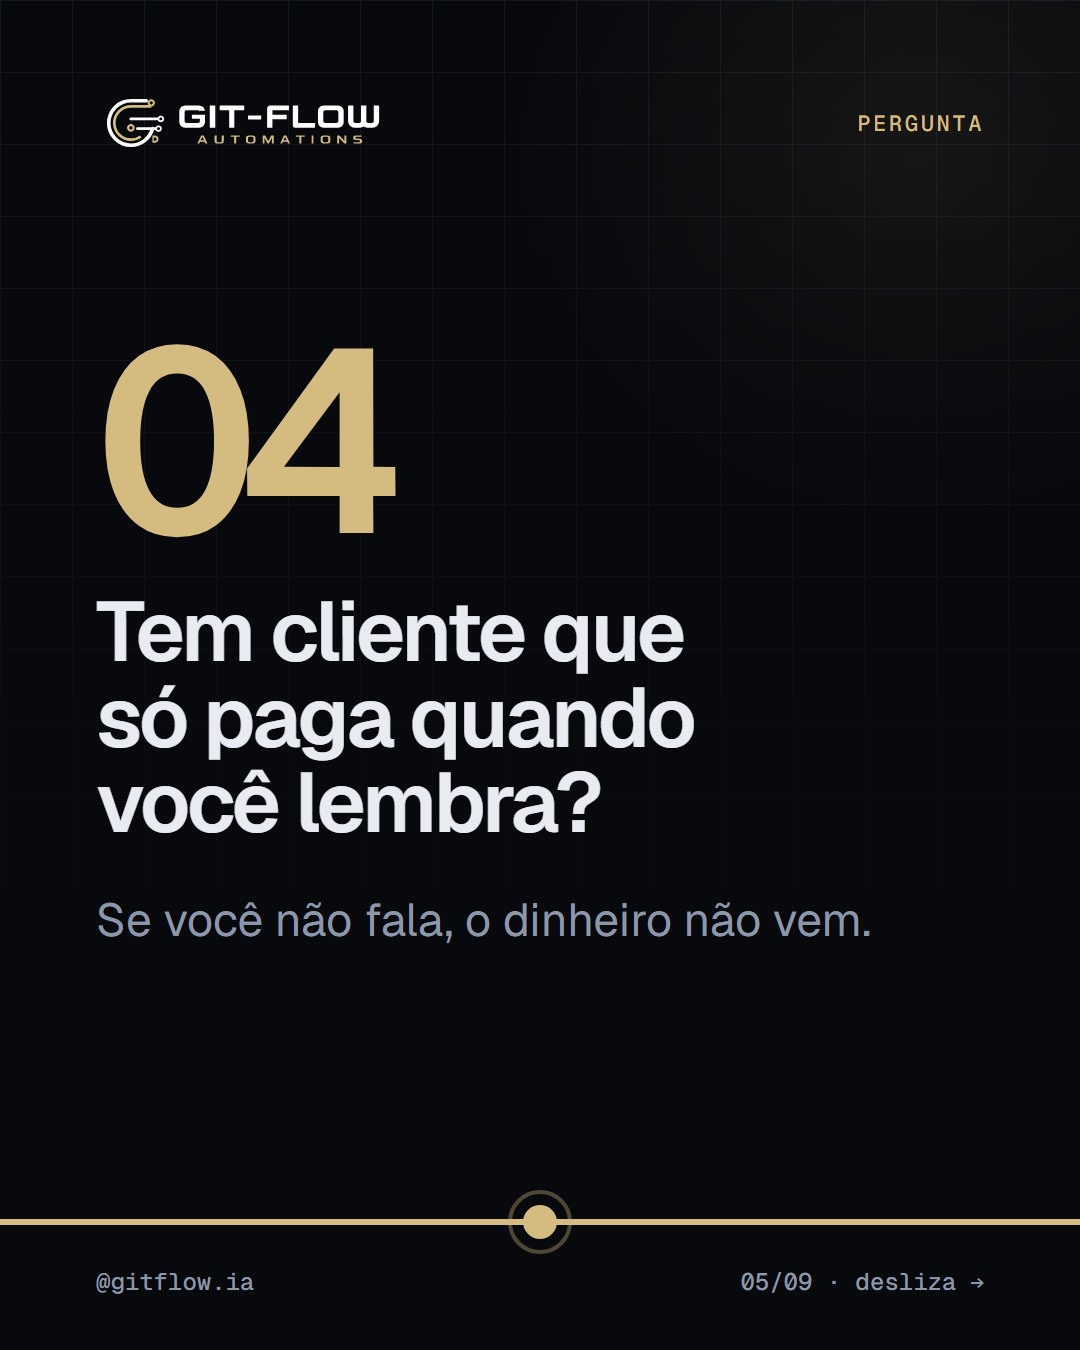 GIT-FLOW
AUTOMATIONS
PERGUNTA
04
Tem cliente que
só paga quando
você lembra?
Se você não fala, o dinheiro não vem.
@gitflow.ia
05/09 · desliza →